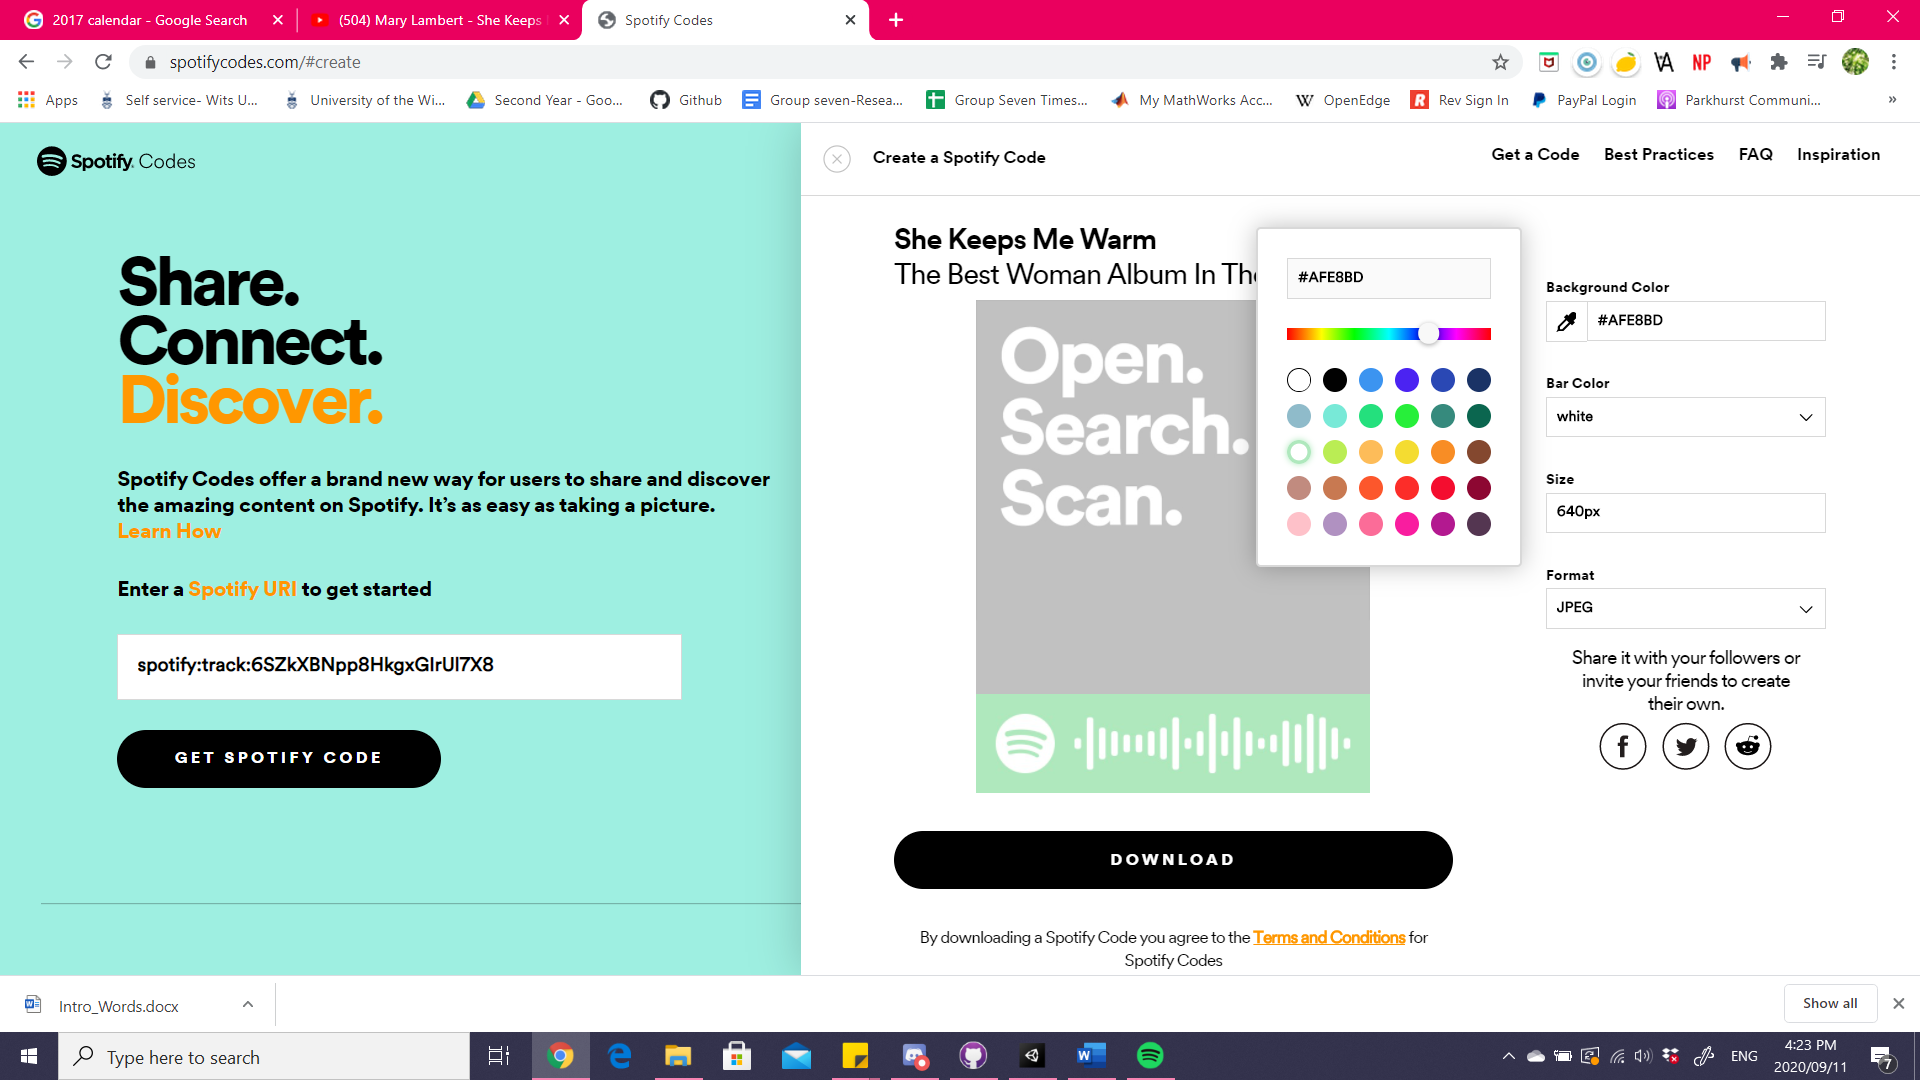 2017 calendar - Google Search
(504) Mary Lambert - She Keeps
Spotify Codes
spotifycodes.com/#create
Apps
Self service- Wits U...
University of the Wi...
Second Year - Goo...
Github
Group seven-Resea...
Group Seven Times...
My MathWorks Acc...
OpenEdge
Rev Sign In
PayPal Login
Parkhurst Communi...
»
Spotify Codes
Share.
Connect.
Discover.
Spotify Codes offer a brand new way for users to share and discover
the amazing content on Spotify. It's as easy as taking a picture.
Learn How
Enter a Spotify URI to get started
spotify:track:6SZkXBNpp8HkgxGIrUl7X8
GET SPOTIFY CODE
Create a Spotify Code
Get a Code
Best Practices
FAQ
Inspiration
She Keeps Me Warm
The Best Woman Album In The
Open.
Search.
Scan.
#AFE8BD
Background Color
#AFE8BD
Bar Color
white
Size
640px
Format
JPEG
Share it with your followers or
invite your friends to create
their own.
DOWNLOAD
By downloading a Spotify Code you agree to the Terms and Conditions for
Spotify Codes
Intro_Words.docx
Show all
Type here to search
ENG
4:23 PM
2020/09/11
7